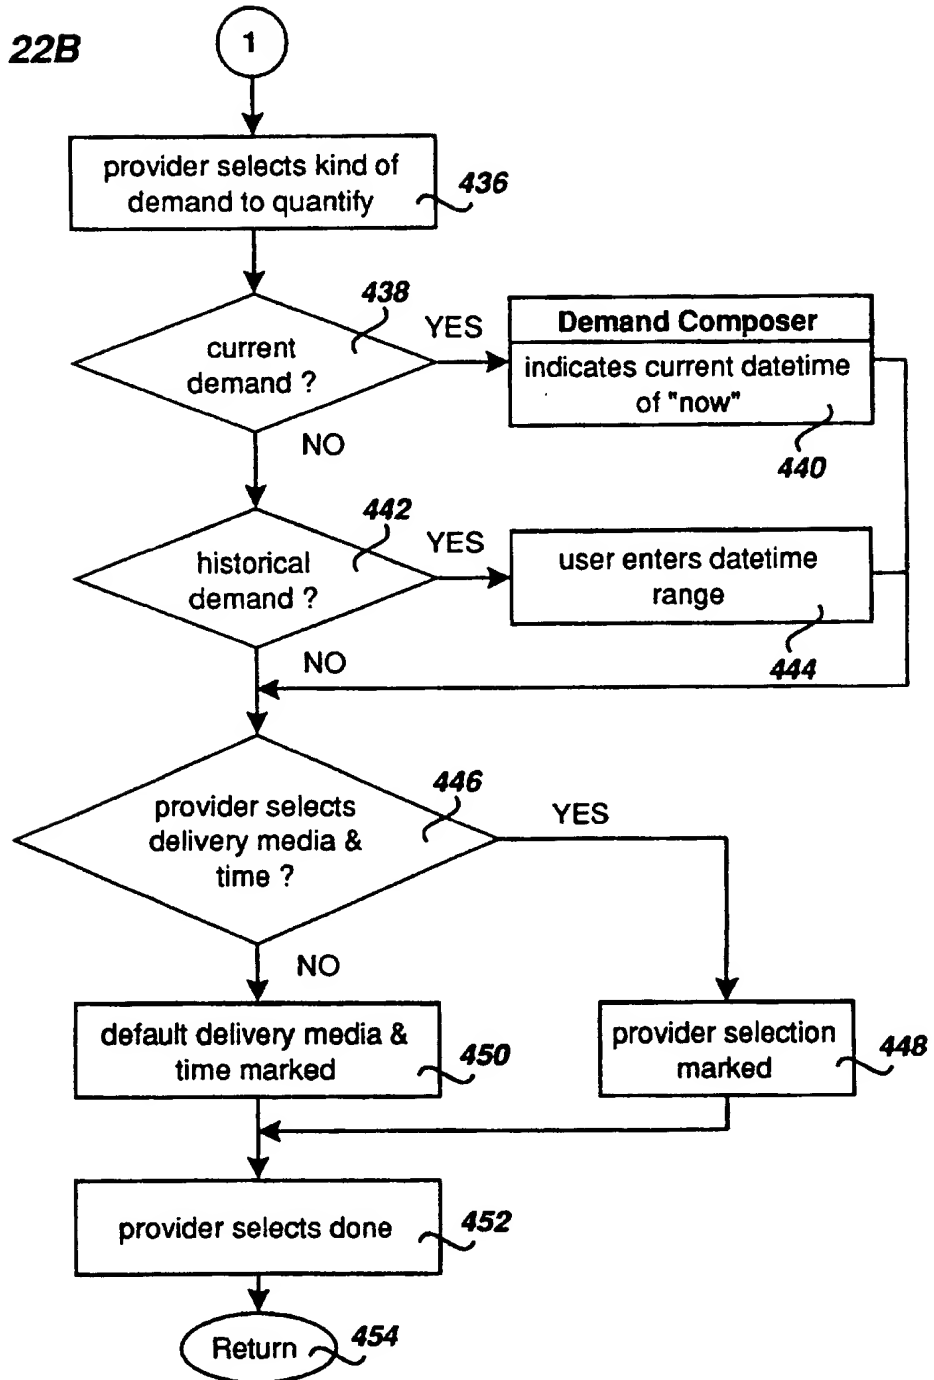 22B
1
provider selects kind of
demand to quantify
436
438
current
demand ?
YES
Demand Composer
indicates current datetime
of "now"
440
NO
442
historical
demand ?
YES
user enters datetime
range
444
NO
446
provider selects
delivery media &
time ?
YES
NO
default delivery media &
time marked
450
provider selection
marked
448
provider selects done
452
Return
454